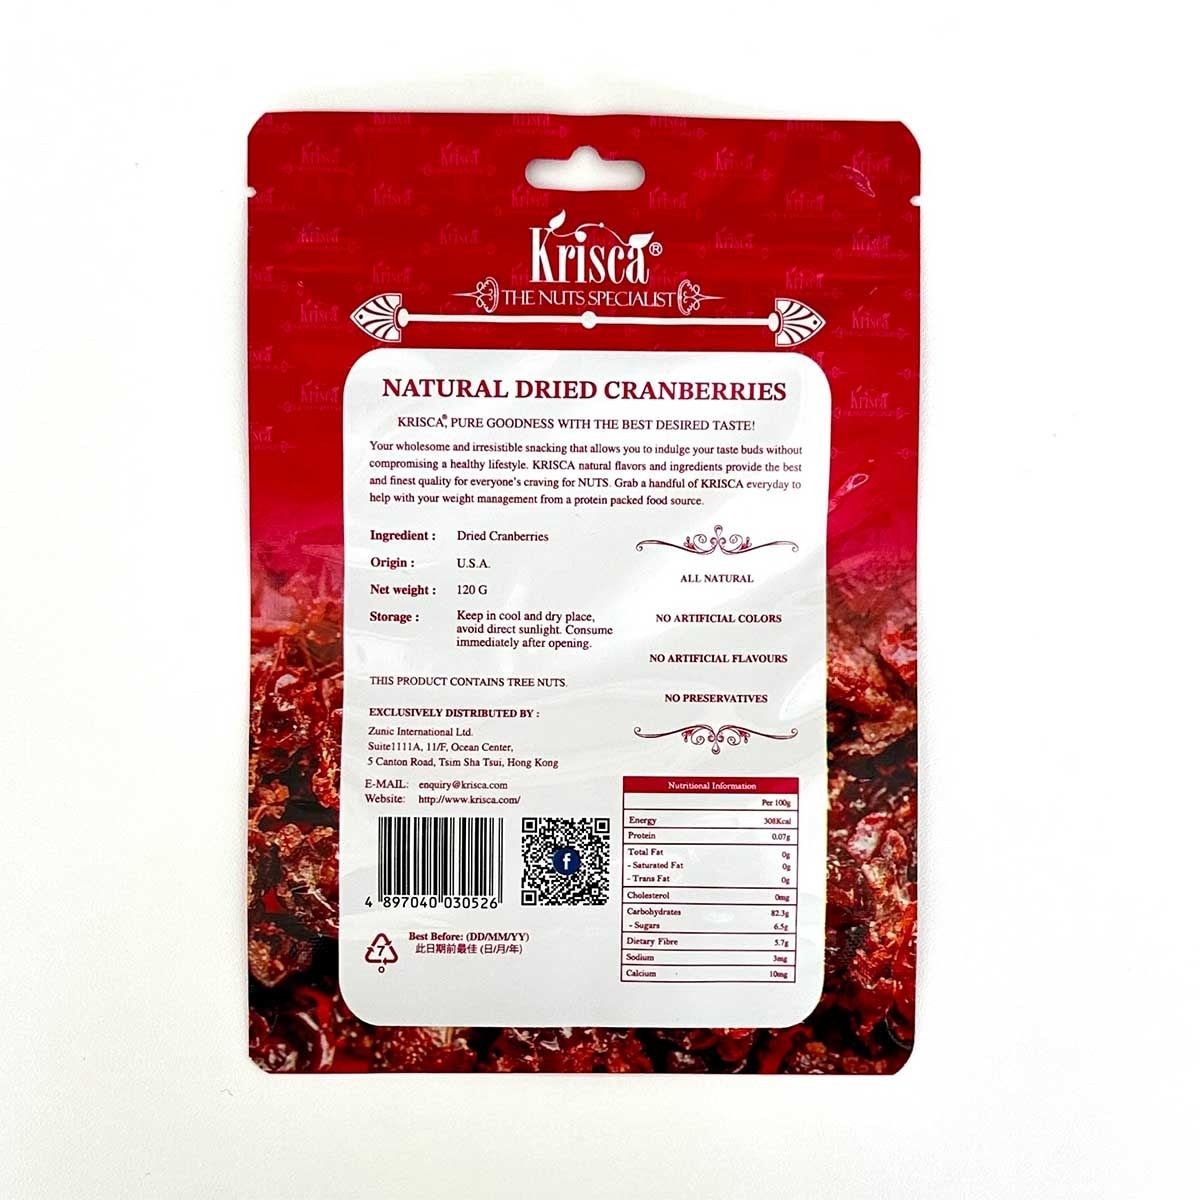 Krisca®
THE NUTS SPECIALIST
NATURAL DRIED CRANBERRIES
KRISCA®, PURE GOODNESS WITH THE BEST DESIRED TASTE!
Your wholesome and irresistible snacking that allows you to indulge your taste buds without
compromising a healthy lifestyle. KRISCA natural flavors and ingredients provide the best
and finest quality for everyone's craving for NUTS. Grab a handful of KRISCA everyday to
help with your weight management from a protein packed food source.
Ingredient : Dried Cranberries
Origin : U.S.A.
Net weight : 120 G
Storage : Keep in cool and dry place,
avoid direct sunlight. Consume
immediately after opening.
THIS PRODUCT CONTAINS TREE NUTS.
EXCLUSIVELY DISTRIBUTED BY :
Zunic International Ltd.
Suite1111A, 11/F, Ocean Center,
5 Canton Road, Tsim Sha Tsui, Hong Kong
E-MAIL: enquiry@krisca.com
Website: http://www.krisca.com/
4 897040 030526
f
7
O
Best Before: (DD/MM/YY)
此日期前最佳 (日/月/年)
ALL NATURAL
NO ARTIFICIAL COLORS
NO ARTIFICIAL FLAVOURS
NO PRESERVATIVES
Nutritional Information
Per 100g
Energy 308Kcal
Protein 0.07g
Total Fat 0g
- Saturated Fat 0g
- Trans Fat 0g
Cholesterol 0mg
Carbohydrates 82.3g
- Sugars 6.5g
Dietary Fibre 5.7g
Sodium 3mg
Calcium 10mg